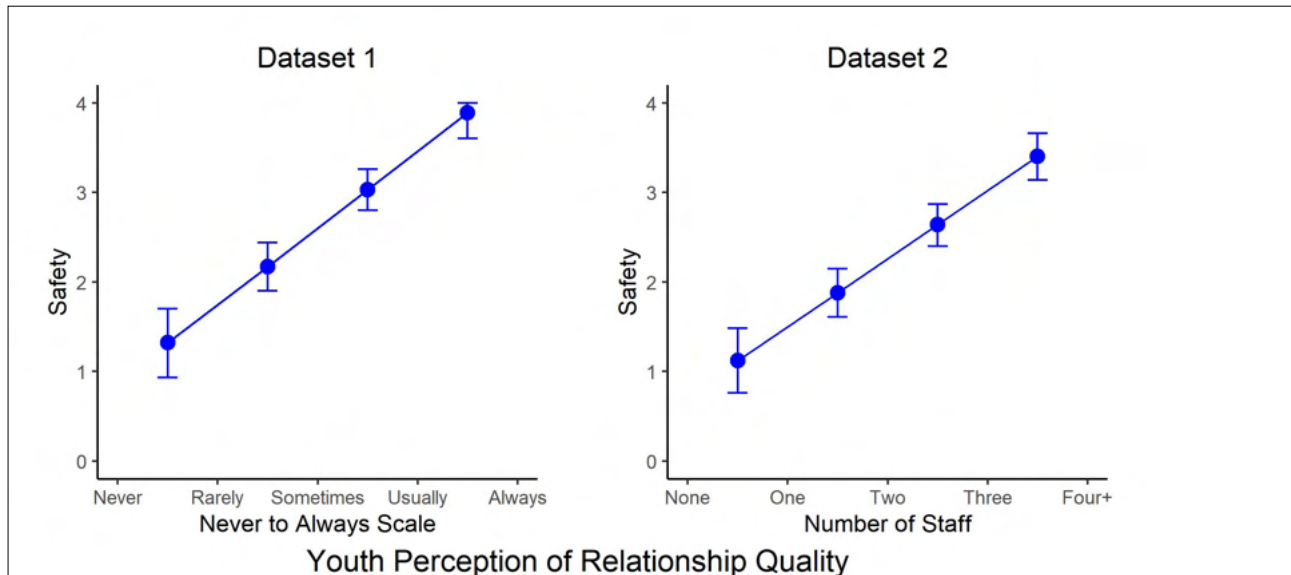 Dataset 1
4
3
2
1
0
Safety
Never Rarely Sometimes Usually Always
Never to Always Scale
Dataset 2
4
3
2
1
0
Safety
None One Two Three Four+
Number of Staff
Youth Perception of Relationship Quality